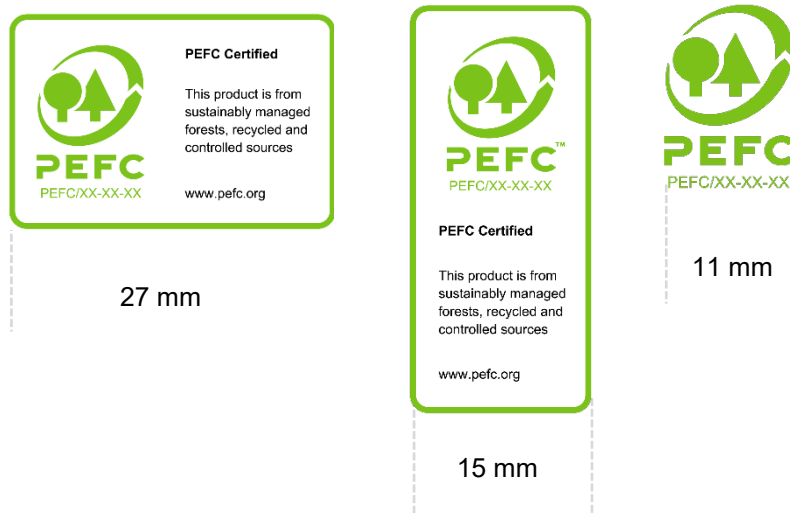 PEFC Certified
This product is from
sustainably managed
forests, recycled and
controlled sources
www.pefc.org
PEFC
PEFC/XX-XX-XX
27 mm
PEFC™
PEFC/XX-XX-XX
PEFC Certified
This product is from
sustainably managed
forests, recycled and
controlled sources
www.pefc.org
15 mm
PEFC
PEFC/XX-XX-XX
11 mm